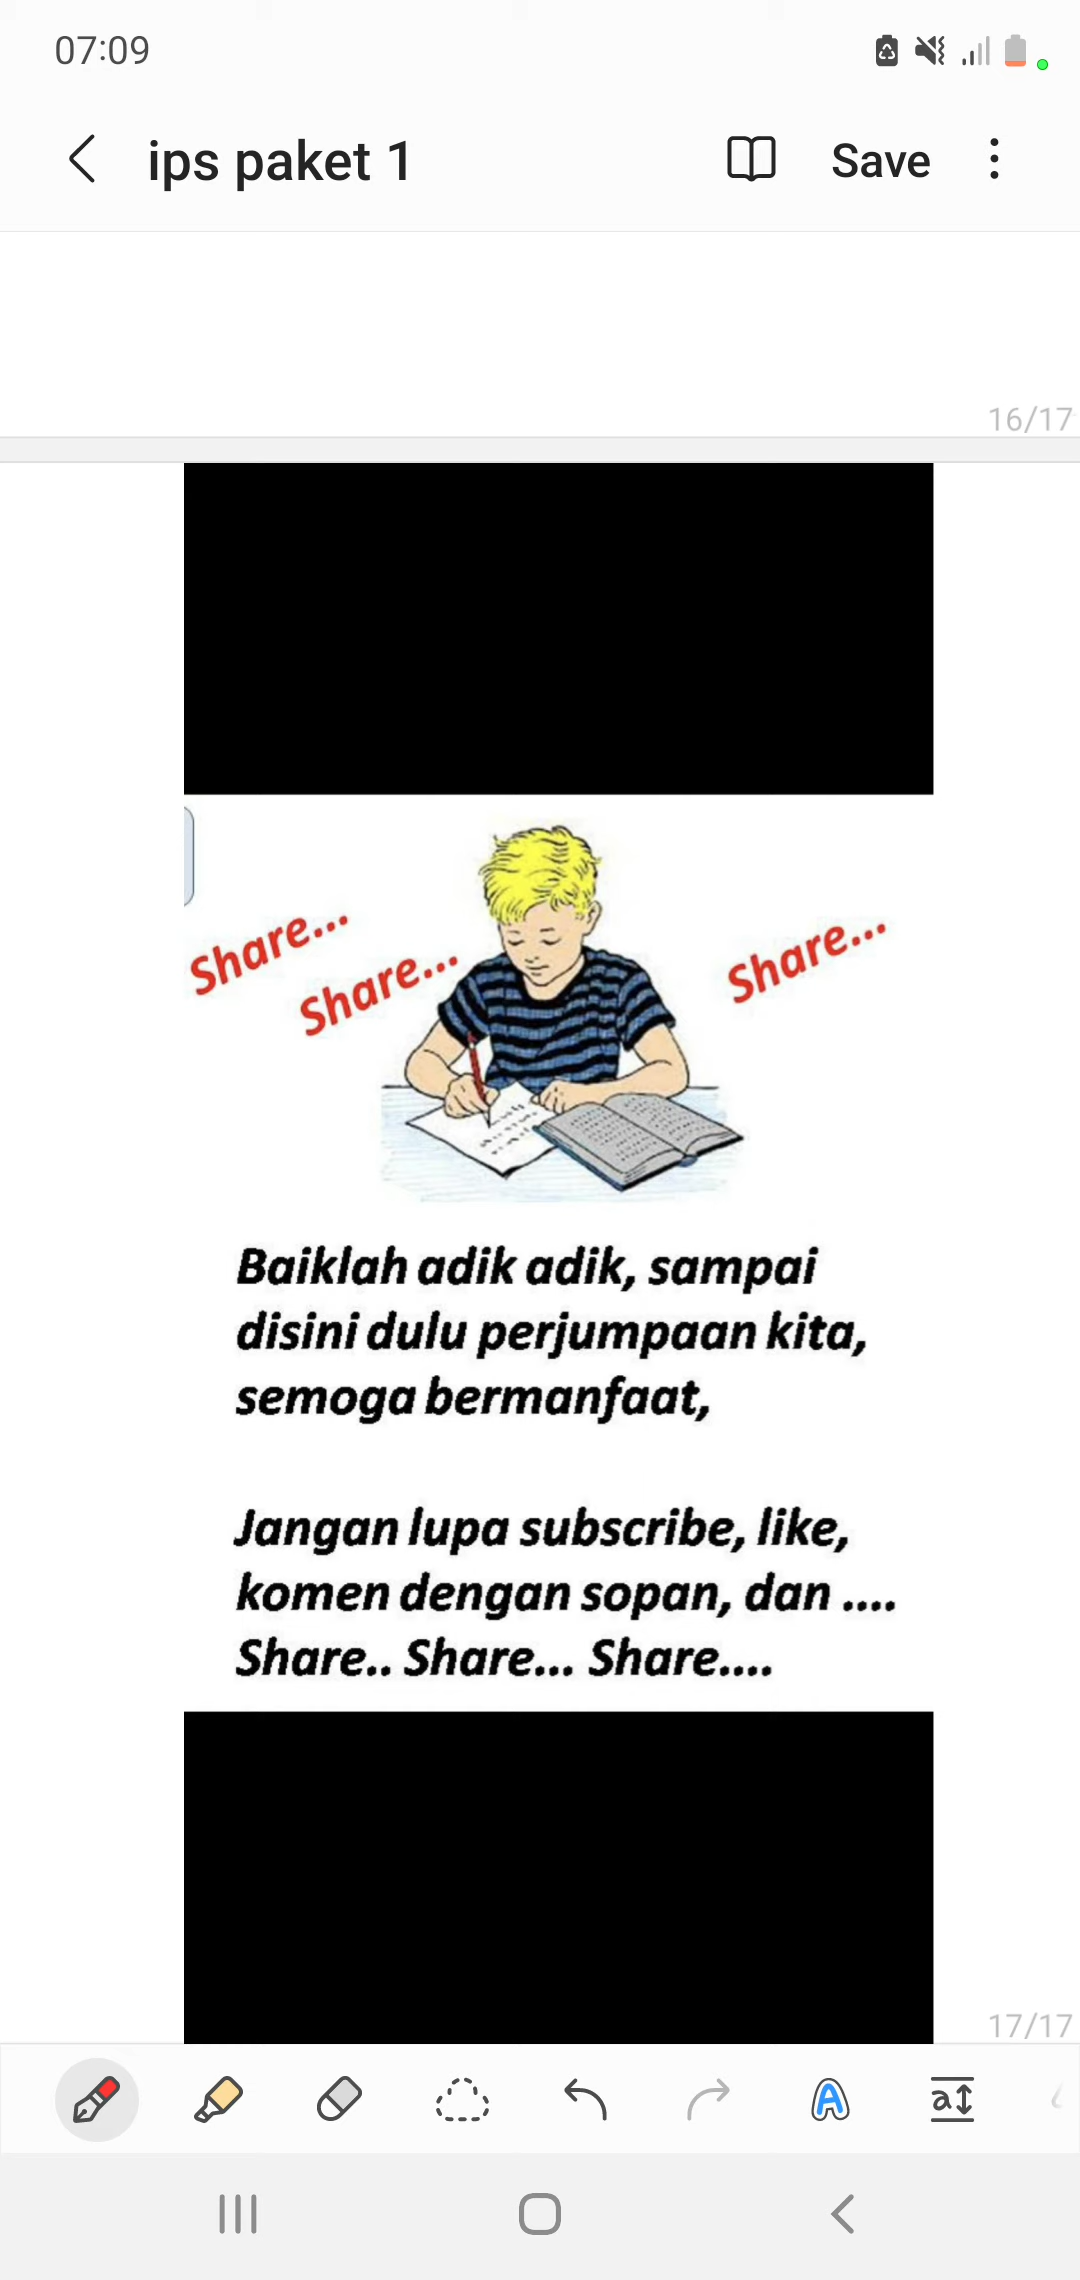 07:09
ips paket 1
Save
16/17
Share...
Share...
Share...
Baiklah adik adik, sampai
disini dulu perjumpaan kita,
semoga bermanfaat,
Jangan lupa subscribe, like,
komen dengan sopan, dan ....
Share.. Share... Share....
17/17
A
a